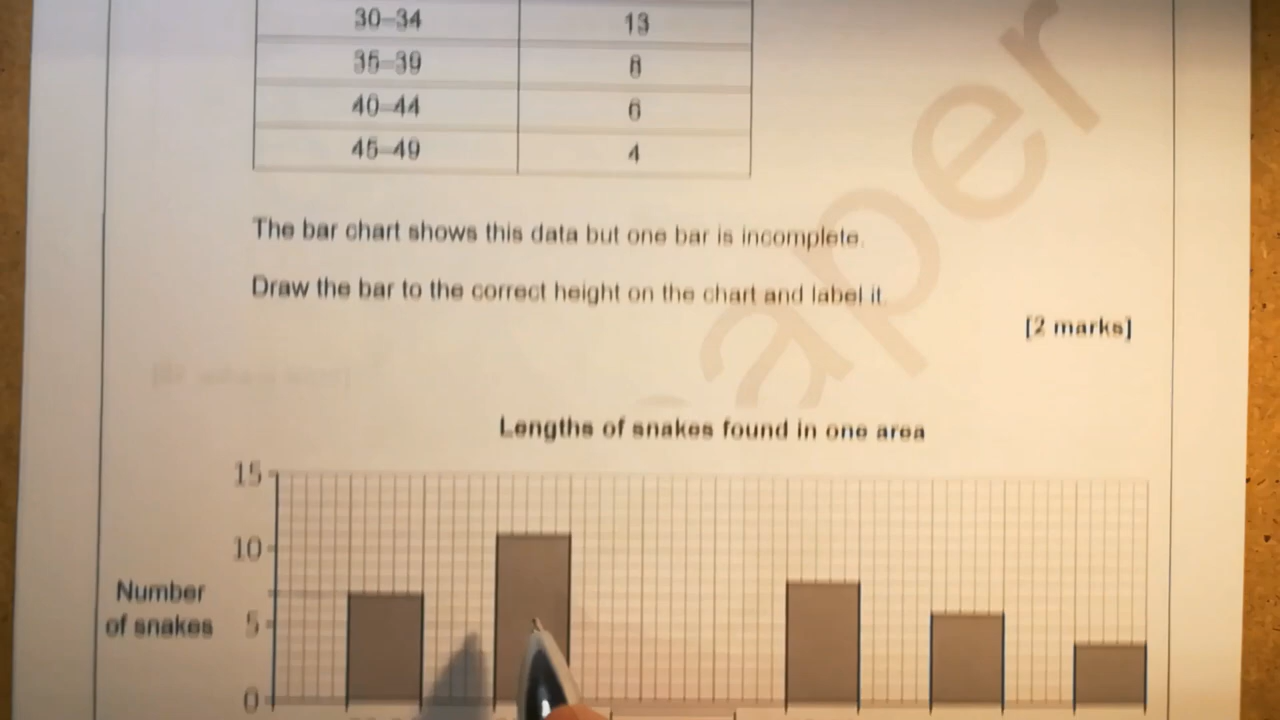 30–34 13
35–39 8
40–44 6
45–49 4
The bar chart shows this data but one bar is incomplete.
Draw the bar to the correct height on the chart and label it
[2 marks]
aper
Lengths of snakes found in one area
15
10
Number
of snakes
5
0